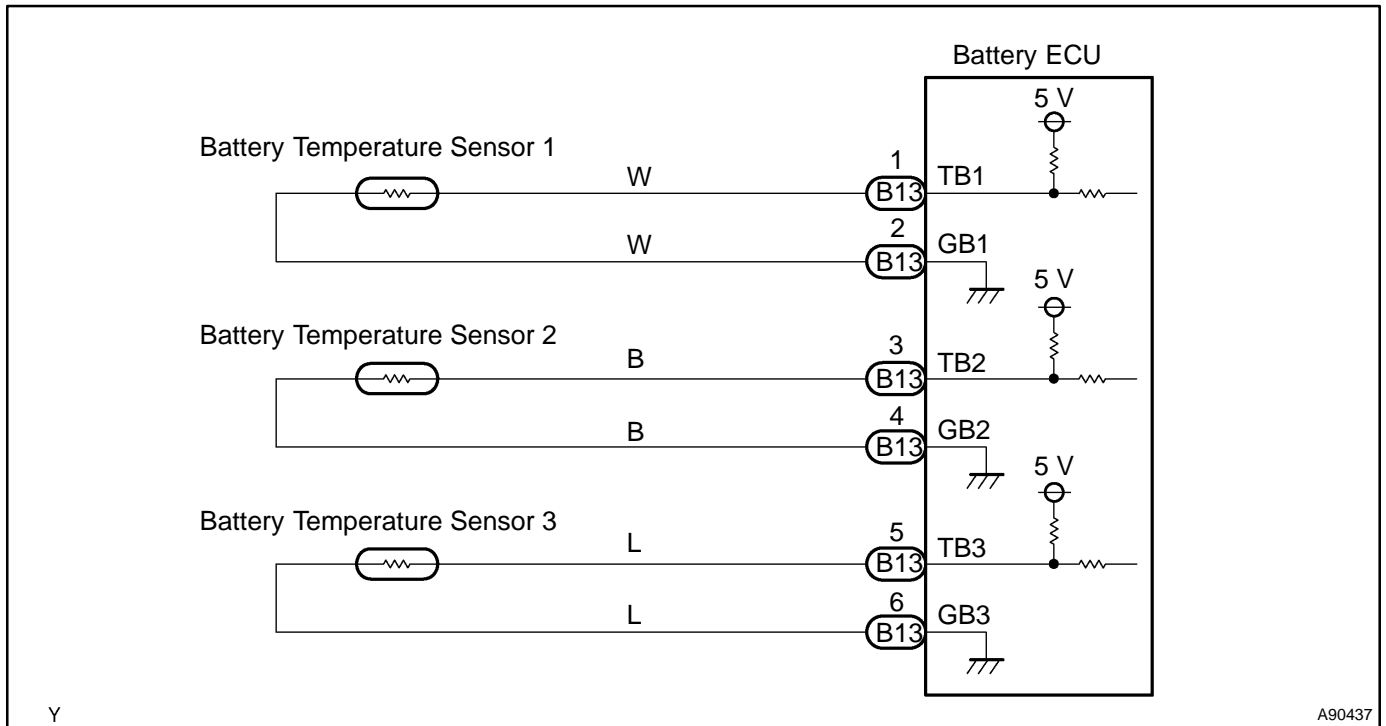 Battery ECU
5 V
Battery Temperature Sensor 1
W
1
B13
TB1
W
2
B13
GB1
5 V
Battery Temperature Sensor 2
B
3
B13
TB2
B
4
B13
GB2
5 V
Battery Temperature Sensor 3
L
5
B13
TB3
L
6
B13
GB3
Y
A90437